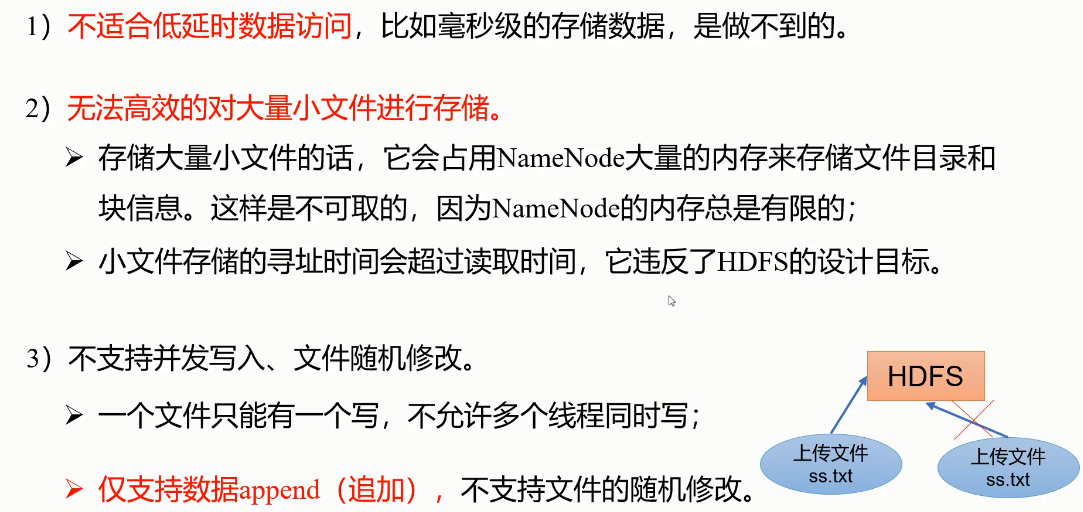 1）不适合低延时数据访问，比如毫秒级的存储数据，是做不到的。
2）无法高效的对大量小文件进行存储。
➢ 存储大量小文件的话，它会占用NameNode大量的内存来存储文件目录和
块信息。这样是不可取的，因为NameNode的内存总是有限的；
➢ 小文件存储的寻址时间会超过读取时间，它违反了HDFS的设计目标。
3）不支持并发写入、文件随机修改。
➢ 一个文件只能有一个写，不允许多个线程同时写；
➢ 仅支持数据append（追加），不支持文件的随机修改。
HDFS
上传文件
ss.txt
上传文件
ss.txt